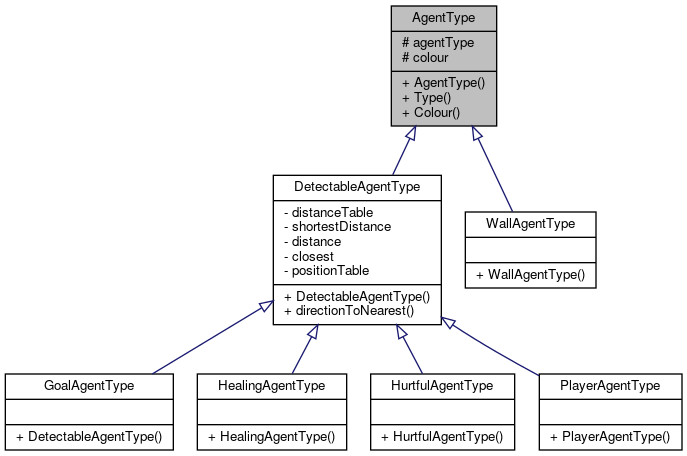 AgentType
# agentType
# colour
+ AgentType()
+ Type()
+ Colour()
DetectableAgentType
- distanceTable
- shortestDistance
- distance
- closest
- positionTable
+ DetectableAgentType()
+ directionToNearest()
WallAgentType
+ WallAgentType()
GoalAgentType
+ DetectableAgentType()
HealingAgentType
+ HealingAgentType()
HurtfulAgentType
+ HurtfulAgentType()
PlayerAgentType
+ PlayerAgentType()